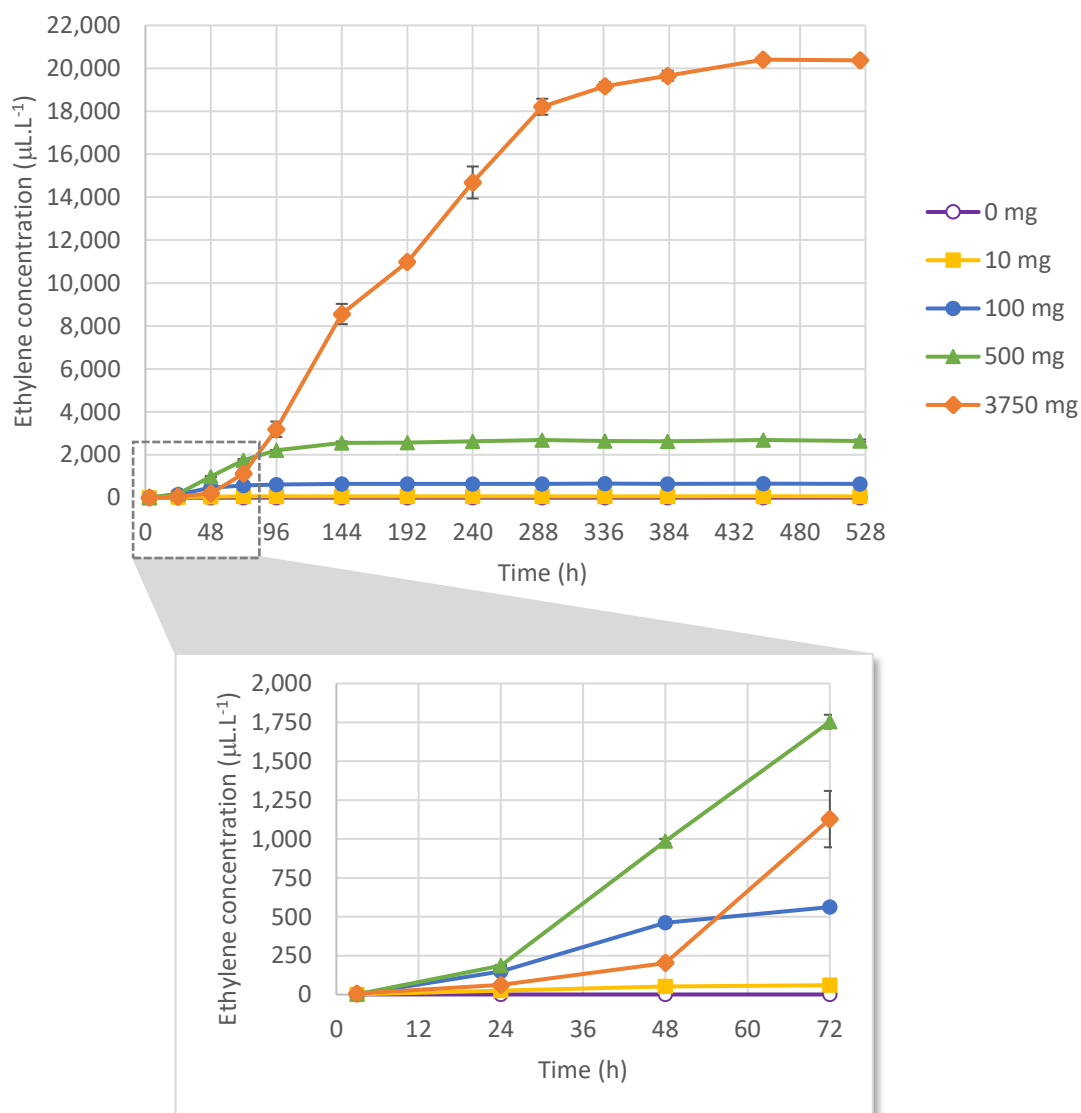 22,000
20,000
18,000
16,000
14,000
12,000
10,000
8,000
6,000
4,000
2,000
0
Ethylene concentration (μL.L⁻¹)
0 48 96 144 192 240 288 336 384 432 480 528
Time (h)
0 mg
10 mg
100 mg
500 mg
3750 mg
2,000
1,750
1,500
1,250
1,000
750
500
250
0
Ethylene concentration (μL.L⁻¹)
0 12 24 36 48 60 72
Time (h)